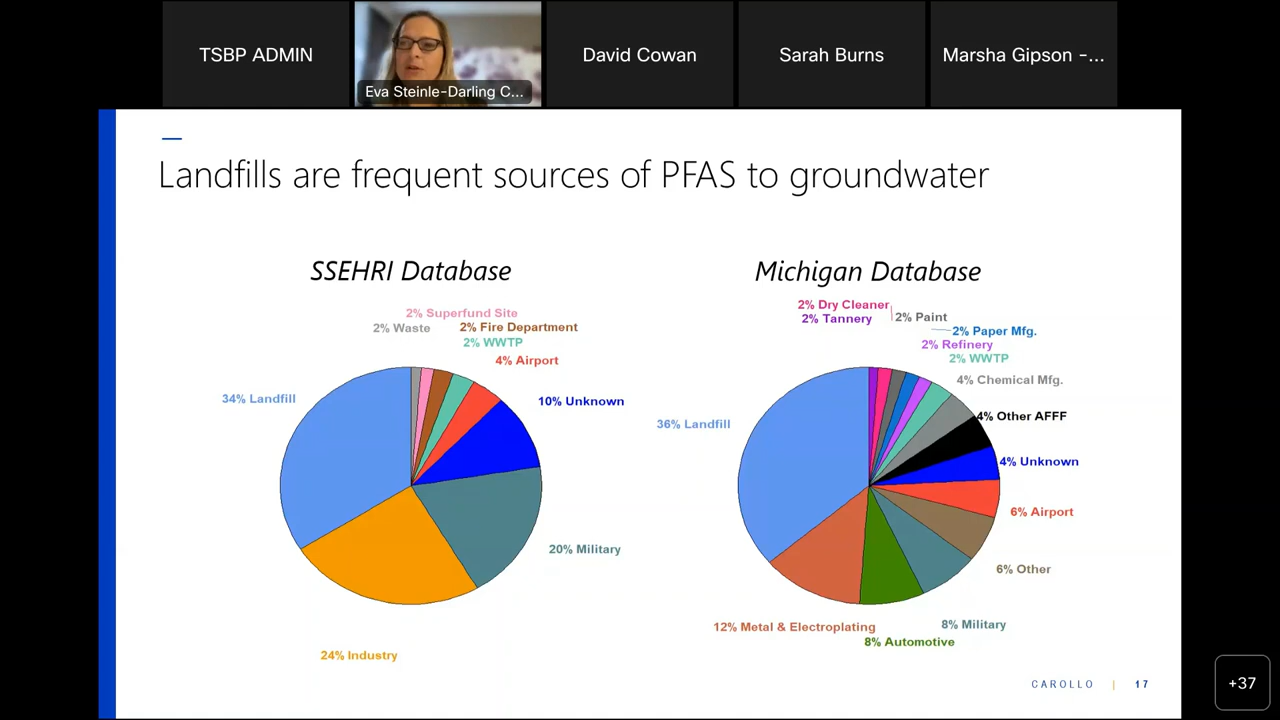 TSBP ADMIN
Eva Steinle-Darling C...
David Cowan
Sarah Burns
Marsha Gipson -...
Landfills are frequent sources of PFAS to groundwater
SSEHRI Database
2% Superfund Site
2% Waste
2% Fire Department
2% WWTP
4% Airport
34% Landfill
10% Unknown
20% Military
24% Industry
Michigan Database
2% Dry Cleaner
2% Tannery
2% Paint
2% Paper Mfg.
2% Refinery
2% WWTP
4% Chemical Mfg.
4% Other AFFF
36% Landfill
4% Unknown
6% Airport
6% Other
8% Military
12% Metal & Electroplating
8% Automotive
CAROLLO | 17
+37